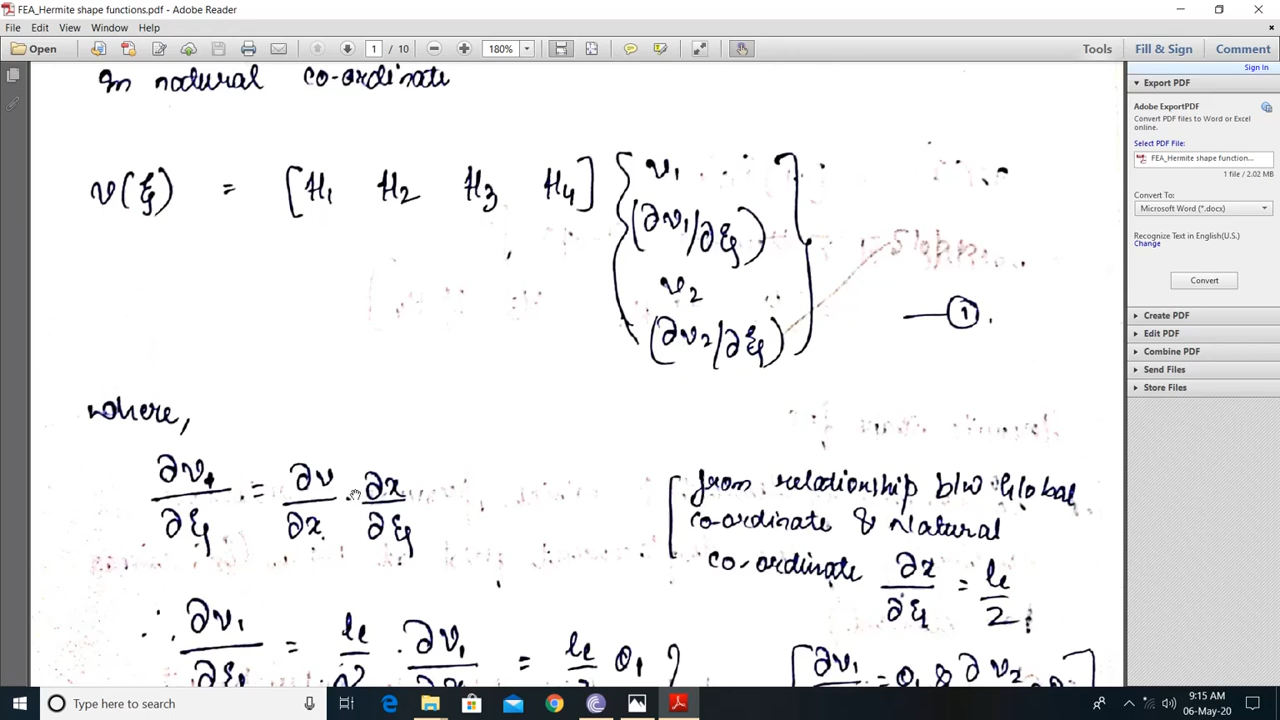 FEA_Hermite shape functions.pdf - Adobe Reader
File Edit View Window Help
Open 1 / 10 180% Tools Fill & Sign Comment
Sign In
In natural co-ordinate
v(ξ) = [H1 H2 H3 H4] { v1
(∂v1/∂ξ)
v2
(∂v2/∂ξ) }
—①.
where,
∂v1/∂ξ = ∂v/∂x . ∂x/∂ξ
[from relationship b/w Global
co-ordinate & Natural
co-ordinate ∂x/∂ξ = le/2
∴ ∂v1/∂ξ = le/2 . ∂v1/∂x = le/2 θ1
Export PDF
Adobe ExportPDF
Convert PDF files to Word or Excel
online.
Select PDF File:
FEA_Hermite shape function...
1 file / 2.02 MB
Convert To:
Microsoft Word (*.docx)
Recognize Text in English(U.S.)
Change
Convert
Create PDF
Edit PDF
Combine PDF
Send Files
Store Files
Type here to search
9:15 AM
06-May-20